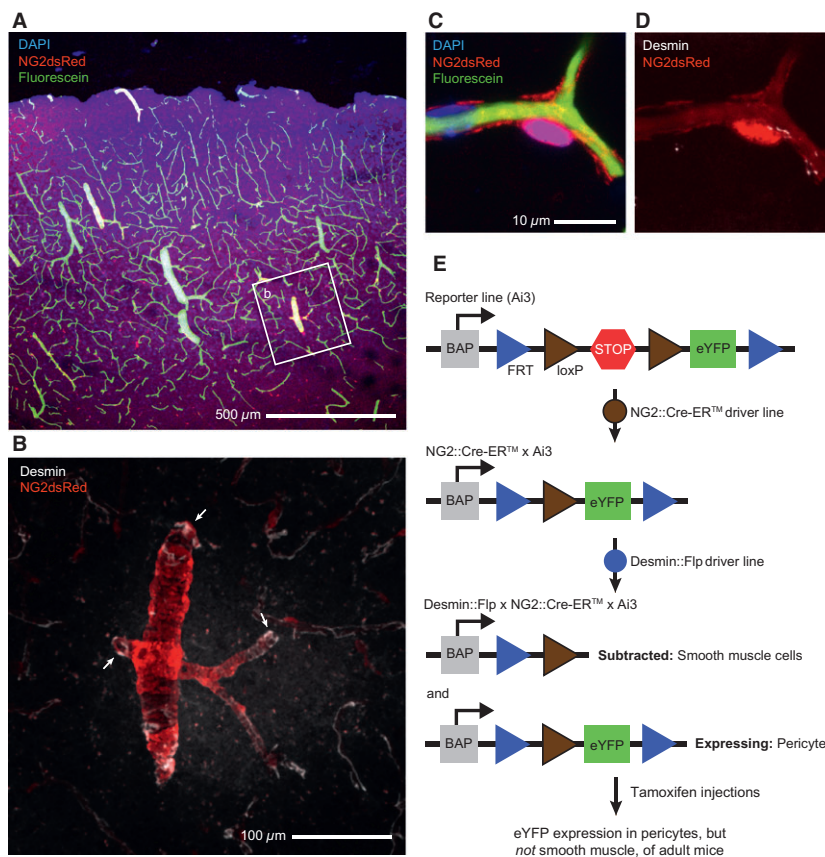 A
DAPI
NG2dsRed
Fluorescein
b
500 µm
B
Desmin
NG2dsRed
100 µm
C
DAPI
NG2dsRed
Fluorescein
10 µm
D
Desmin
NG2dsRed
E
Reporter line (Ai3)
BAP
FRT
loxP
STOP
eYFP
NG2::Cre-ER™ driver line
NG2::Cre-ER™ x Ai3
BAP
eYFP
Desmin::Flp driver line
Desmin::Flp x NG2::Cre-ER™ x Ai3
BAP
Subtracted: Smooth muscle cells
and
BAP
eYFP
Expressing: Pericyte
Tamoxifen injections
eYFP expression in pericytes, but
not smooth muscle, of adult mice